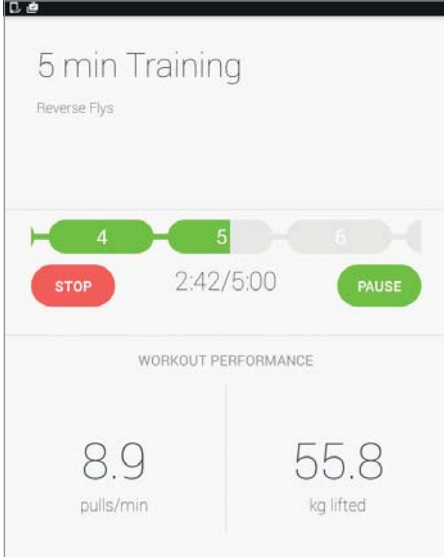 5 min Training
Reverse Flys
4 5 6
STOP 2:42/5:00 PAUSE
WORKOUT PERFORMANCE
8.9 55.8
pulls/min kg lifted